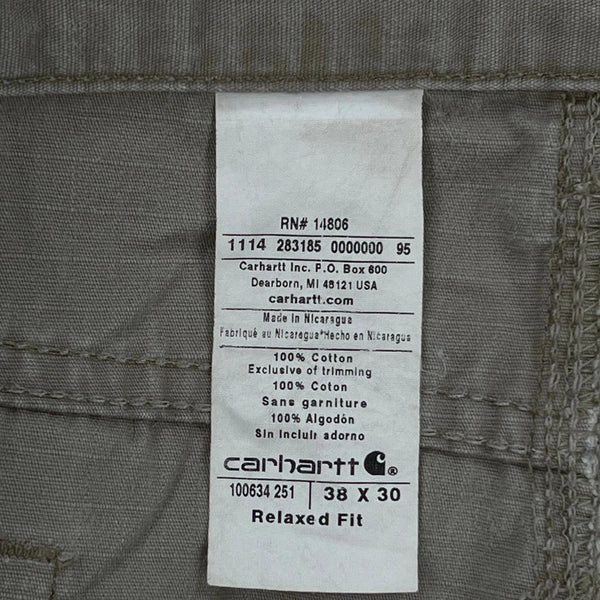 RN# 14806
1114 283185 0000000 95
Carhartt Inc. P.O. Box 600
Dearborn, MI 48121 USA
carhartt.com
Made in Nicaragua
Fabriqué au Nicaragua*Hecho en Nicaragua
100% Cotton
Exclusive of trimming
100% Coton
Sans garniture
100% Algodón
Sin incluir adorno
carhartt ®
100634 251 38 X 30
Relaxed Fit